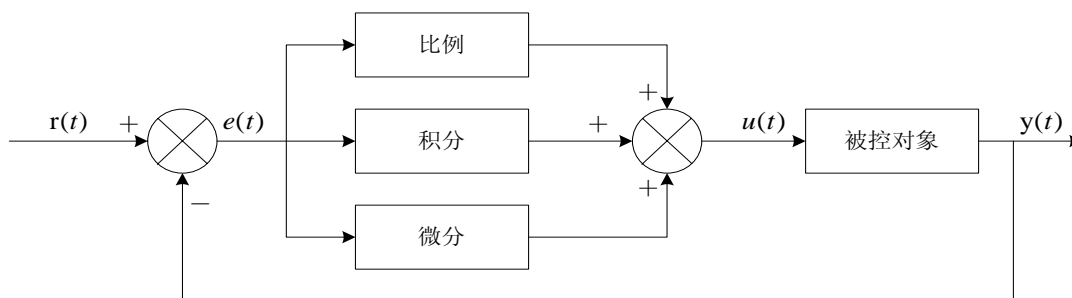 比例
+
r(t)
+
e(t)
积分
+
u(t)
被控对象
y(t)
+
−
微分